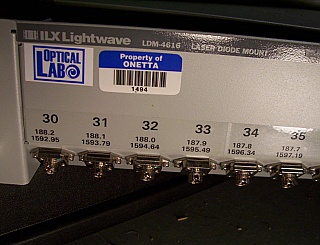 ILX Lightwave LDM-4616 LASER DIODE MOUNT
OPTICAL
LAB
Property of
ONETTA
1494
30 31 32 33 34 35
188.2 188.1 188.0 187.9 187.8 187.7
1592.95 1593.79 1594.64 1595.49 1596.34 1597.19